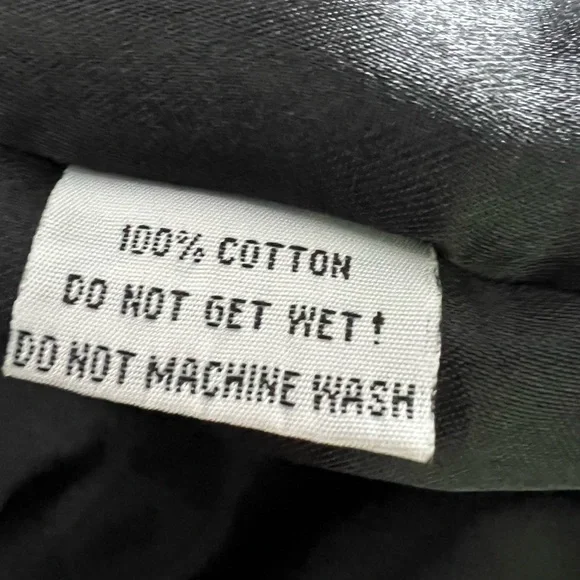 100% COTTON
DO NOT GET WET!
DO NOT MACHINE WASH